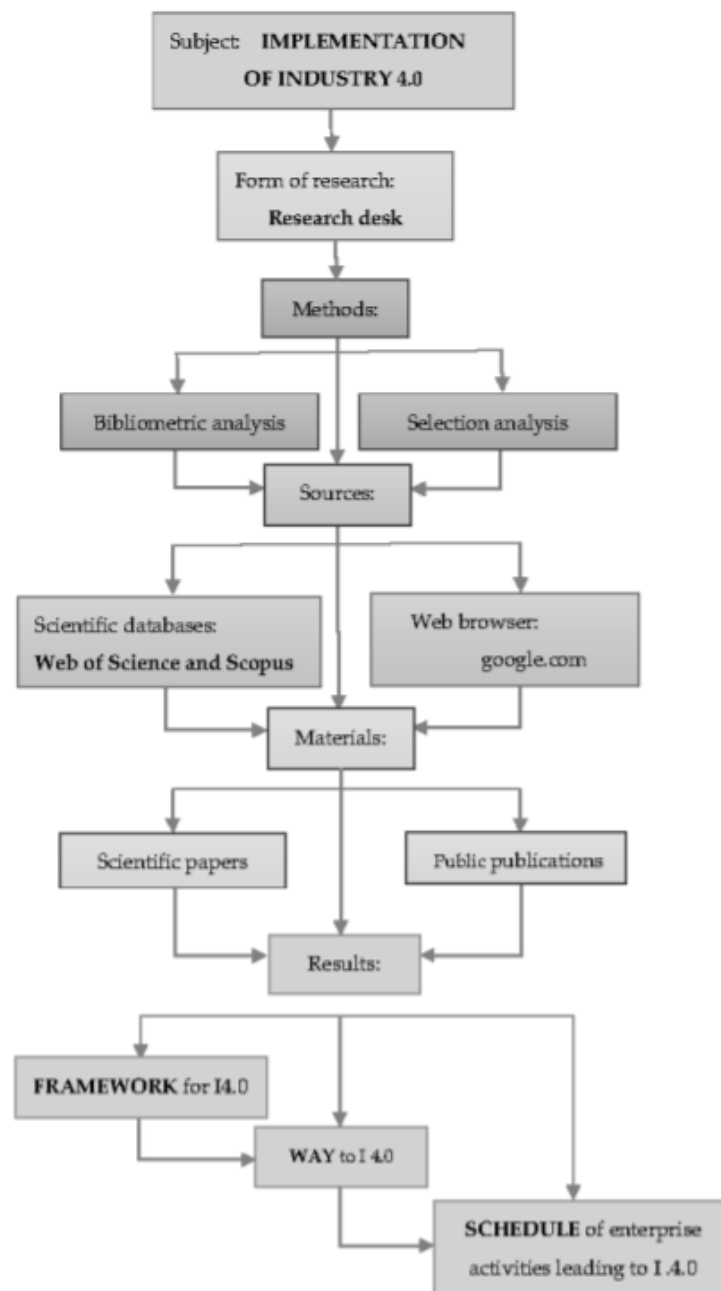 Subject: IMPLEMENTATION
OF INDUSTRY 4.0
Form of research:
Research desk
Methods:
Bibliometric analysis
Selection analysis
Sources:
Scientific databases:
Web of Science and Scopus
Web browser:
google.com
Materials:
Scientific papers
Public publications
Results:
FRAMEWORK for I4.0
WAY to I 4.0
SCHEDULE of enterprise
activities leading to I .4.0